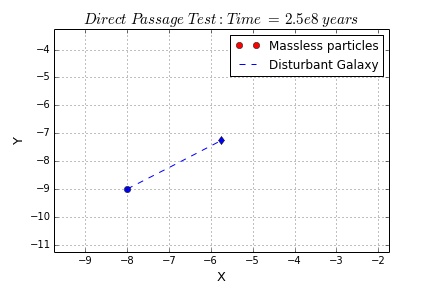 Direct Passage Test : Time = 2.5e8 years
Massless particles
Disturbant Galaxy
−4
−5
−6
−7
−8
−9
−10
−11
Y
−9 −8 −7 −6 −5 −4 −3 −2
X